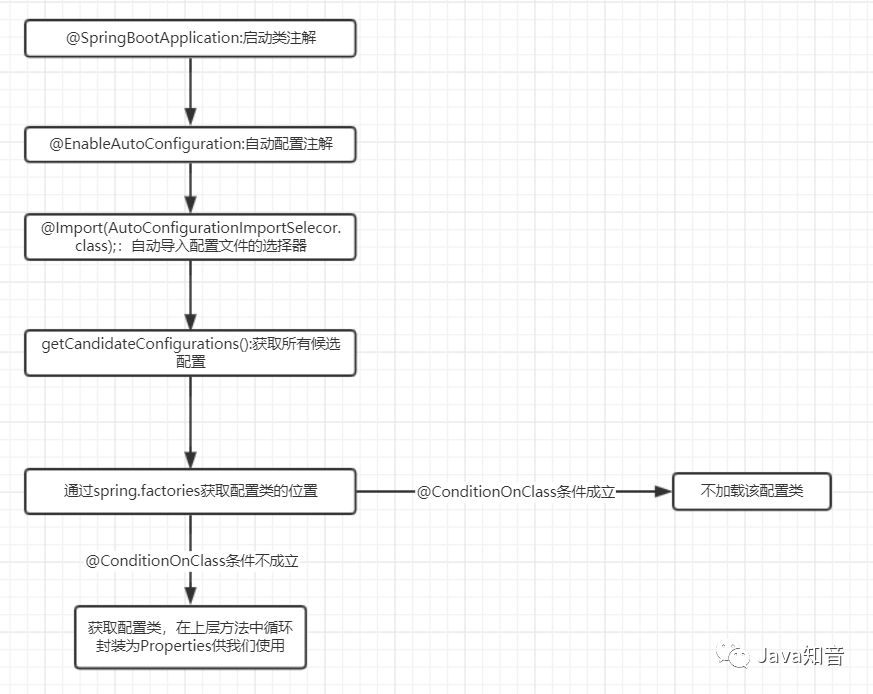 @SpringBootApplication:启动类注解
@EnableAutoConfiguration:自动配置注解
@Import(AutoConfigurationImportSelecor.
class);：自动导入配置文件的选择器
getCandidateConfigurations():获取所有候选
配置
通过spring.factories获取配置类的位置
@ConditionOnClass条件成立
不加载该配置类
@ConditionOnClass条件不成立
获取配置类，在上层方法中循环
封装为Properties供我们使用
Java知音